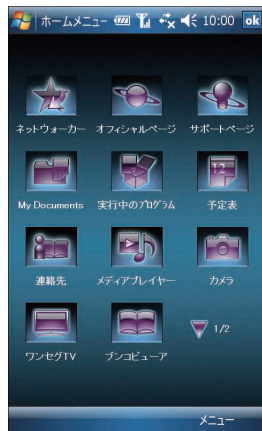 ホームメニュー 10:00 ok
ネットウォーカー オフィシャルページ サポートページ
12
My Documents 実行中のプログラム 予定表
連絡先 メディアプレイヤー カメラ
ワンセグTV ブンコビューア 1/2
メニュー